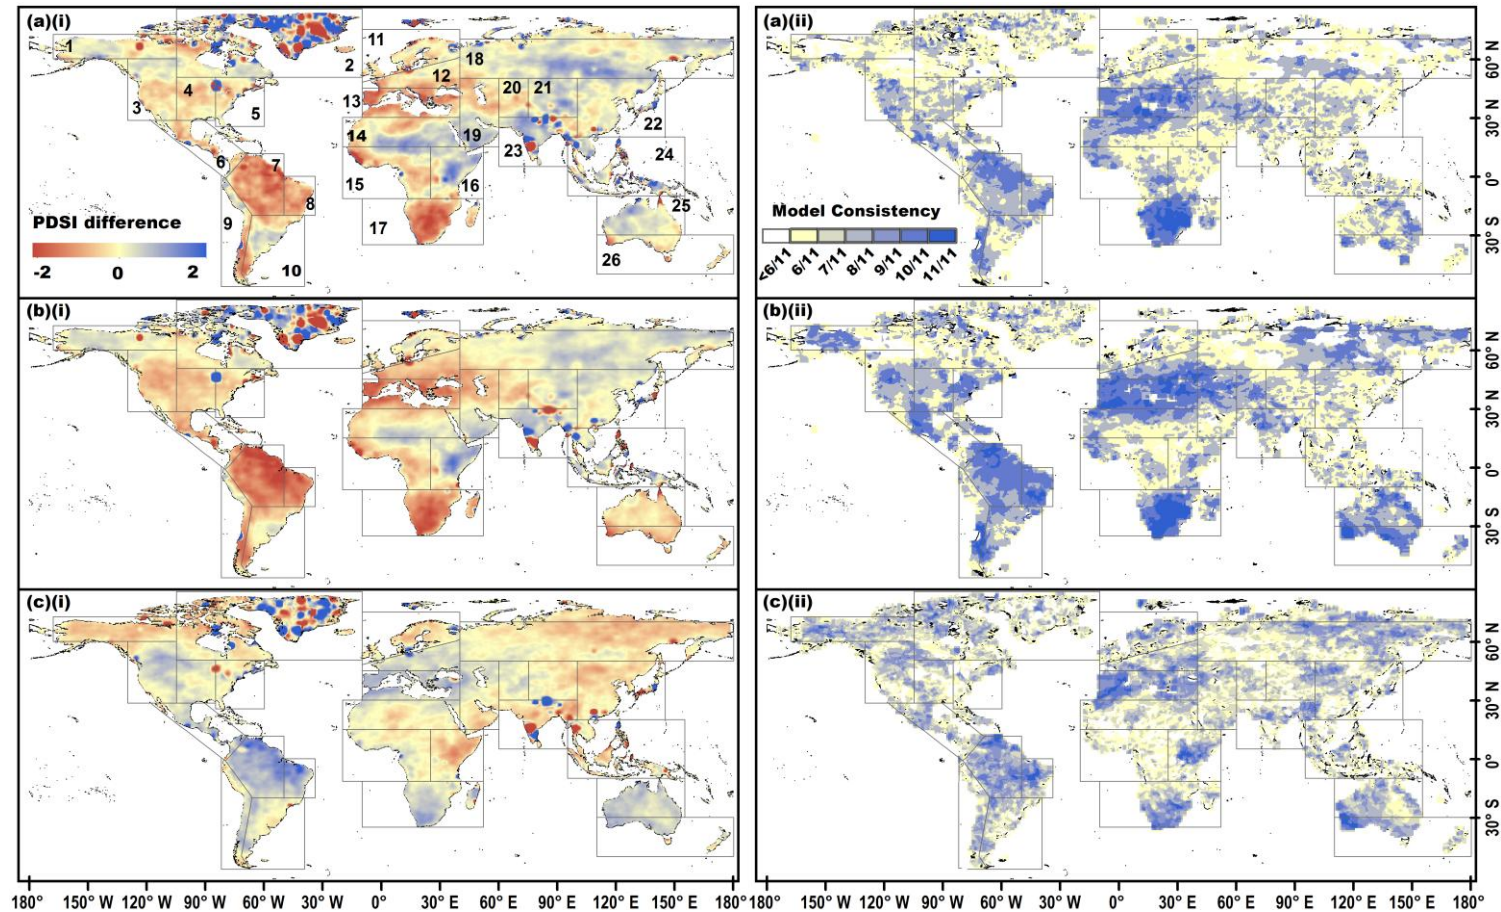 (a)(i)
1
2
3
4
5
6
7
8
9
10
11
12
13
14
15
16
17
18
19
20
21
22
23
24
25
26
PDSI difference
-2 0 2
(a)(ii)
Model Consistency
<6/11 6/11 7/11 8/11 9/11 10/11 11/11
60° N
30° N
0°
30° S
(b)(i)
(b)(ii)
60° N
30° N
0°
30° S
(c)(i)
(c)(ii)
60° N
30° N
0°
30° S
180° 150° W 120° W 90° W 60° W 30° W 0° 30° E 60° E 90° E 120° E 150° E 180°
180° 150° W 120° W 90° W 60° W 30° W 0° 30° E 60° E 90° E 120° E 150° E 180°